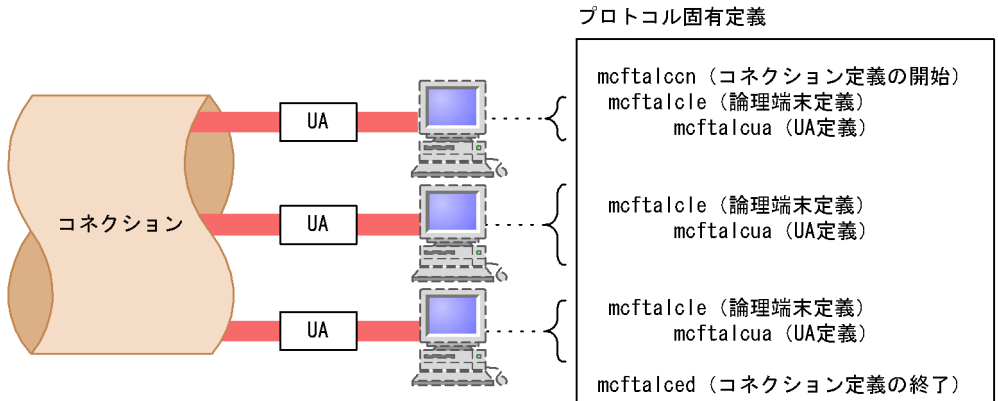 プロトコル固有定義
mcftalccn（コネクション定義の開始）
mcftalcle（論理端末定義）
mcftalcua（UA定義）
UA
コネクション
mcftalcle（論理端末定義）
mcftalcua（UA定義）
UA
mcftalcle（論理端末定義）
mcftalcua（UA定義）
UA
mcftalced（コネクション定義の終了）